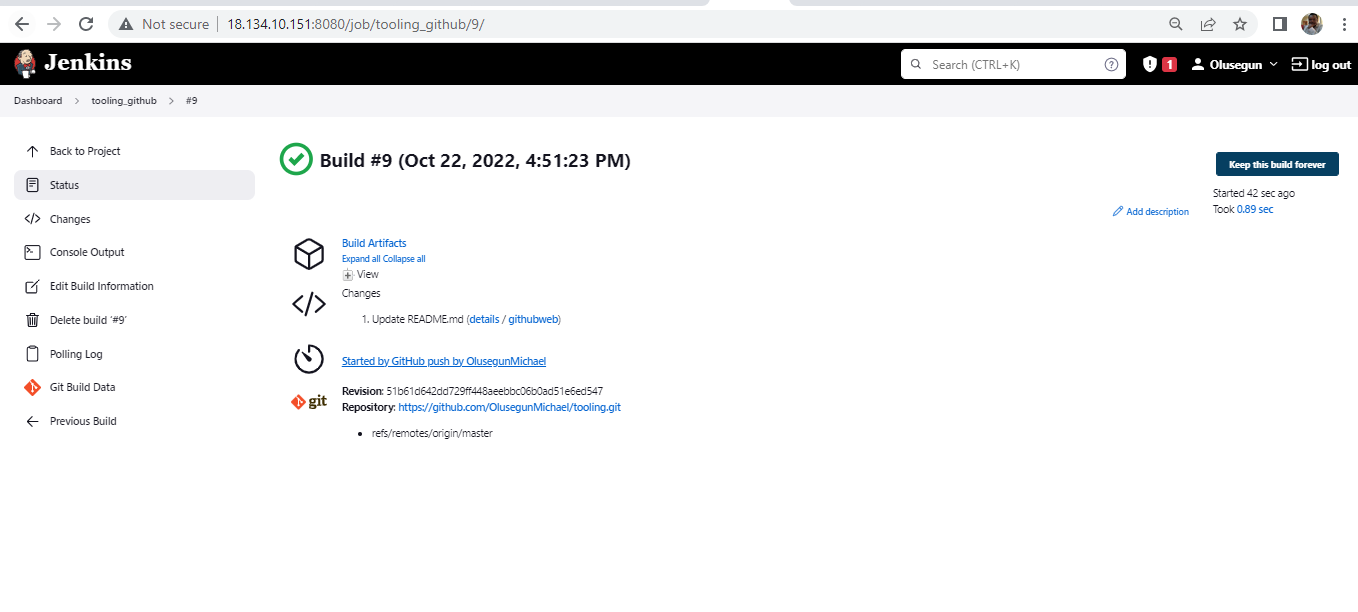 Not secure | 18.134.10.151:8080/job/tooling_github/9/
Jenkins
Search (CTRL+K)
1
Olusegun
log out
Dashboard > tooling_github > #9
Back to Project
Status
Changes
Console Output
Edit Build Information
Delete build ‘#9’
Polling Log
Git Build Data
Previous Build
Build #9 (Oct 22, 2022, 4:51:23 PM)
Keep this build forever
Started 42 sec ago
Took 0.89 sec
Add description
Build Artifacts
Expand all Collapse all
View
Changes
1. Update README.md (details / githubweb)
Started by GitHub push by OlusegunMichael
git
Revision: 51b61d642dd729ff448aeebbc06b0ad51e6ed547
Repository: https://github.com/OlusegunMichael/tooling.git
• refs/remotes/origin/master